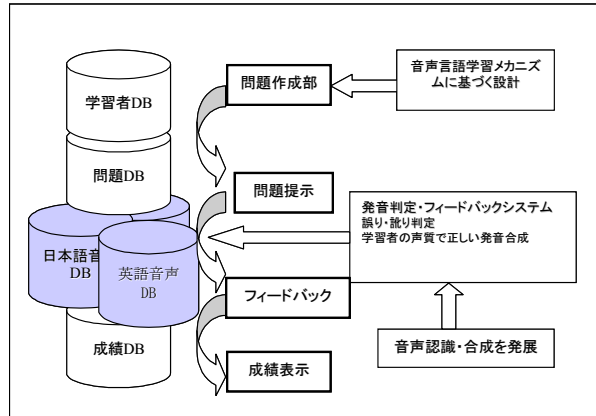 学習者DB
問題DB
日本語音
DB
英語音声
DB
成績DB
問題作成部
問題提示
フィードバック
成績表示
音声言語学習メカニズ
ムに基づく設計
発音判定・フィードバックシステム
誤り・訛り判定
学習者の声質で正しい発音合成
音声認識・合成を発展